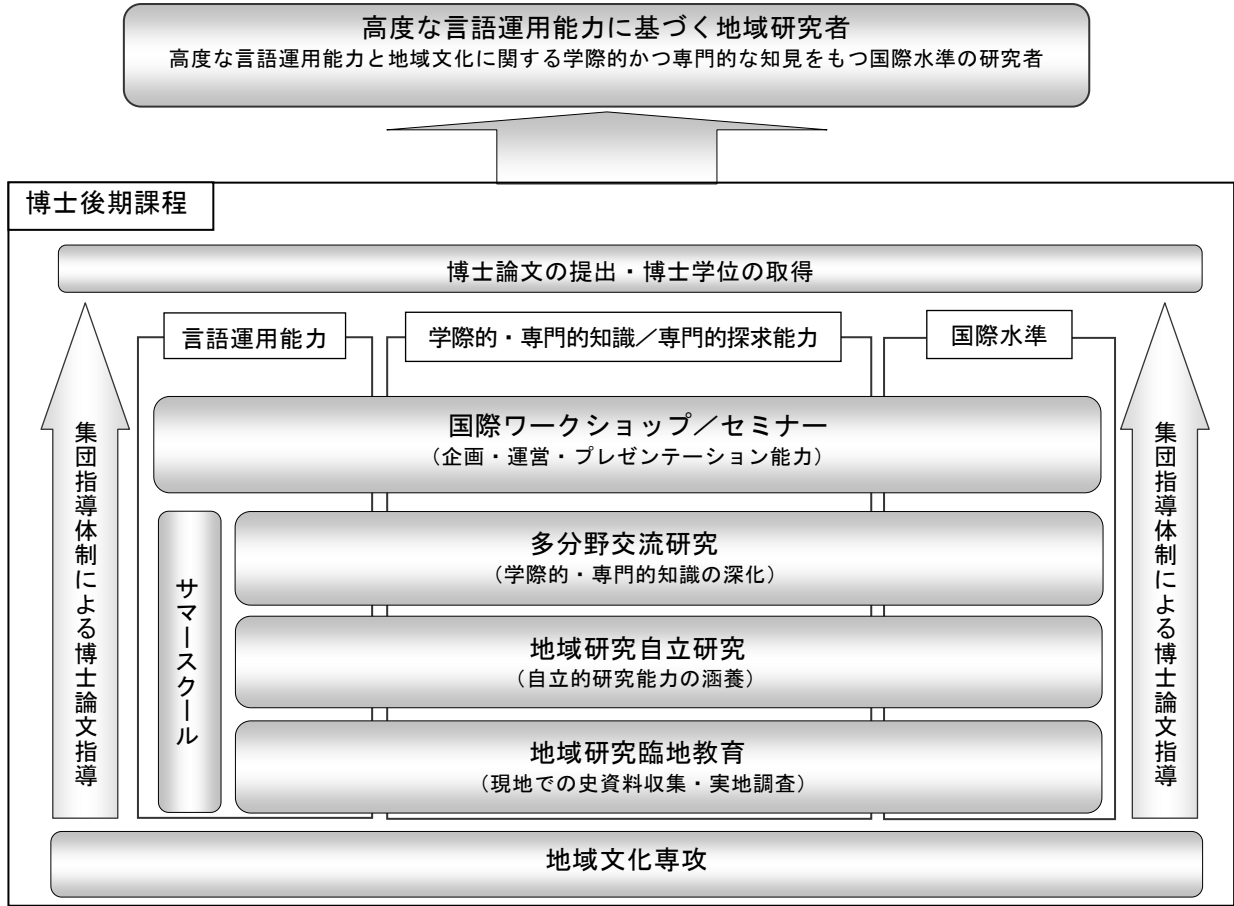 高度な言語運用能力に基づく地域研究者
高度な言語運用能力と地域文化に関する学際的かつ専門的な知見をもつ国際水準の研究者
博士後期課程
博士論文の提出・博士学位の取得
言語運用能力
学際的・専門的知識／専門的探求能力
国際水準
集団指導体制による博士論文指導
国際ワークショップ／セミナー
（企画・運営・プレゼンテーション能力）
サマースクール
多分野交流研究
（学際的・専門的知識の深化）
地域研究自立研究
（自立的研究能力の涵養）
地域研究臨地教育
（現地での史資料収集・実地調査）
集団指導体制による博士論文指導
地域文化専攻